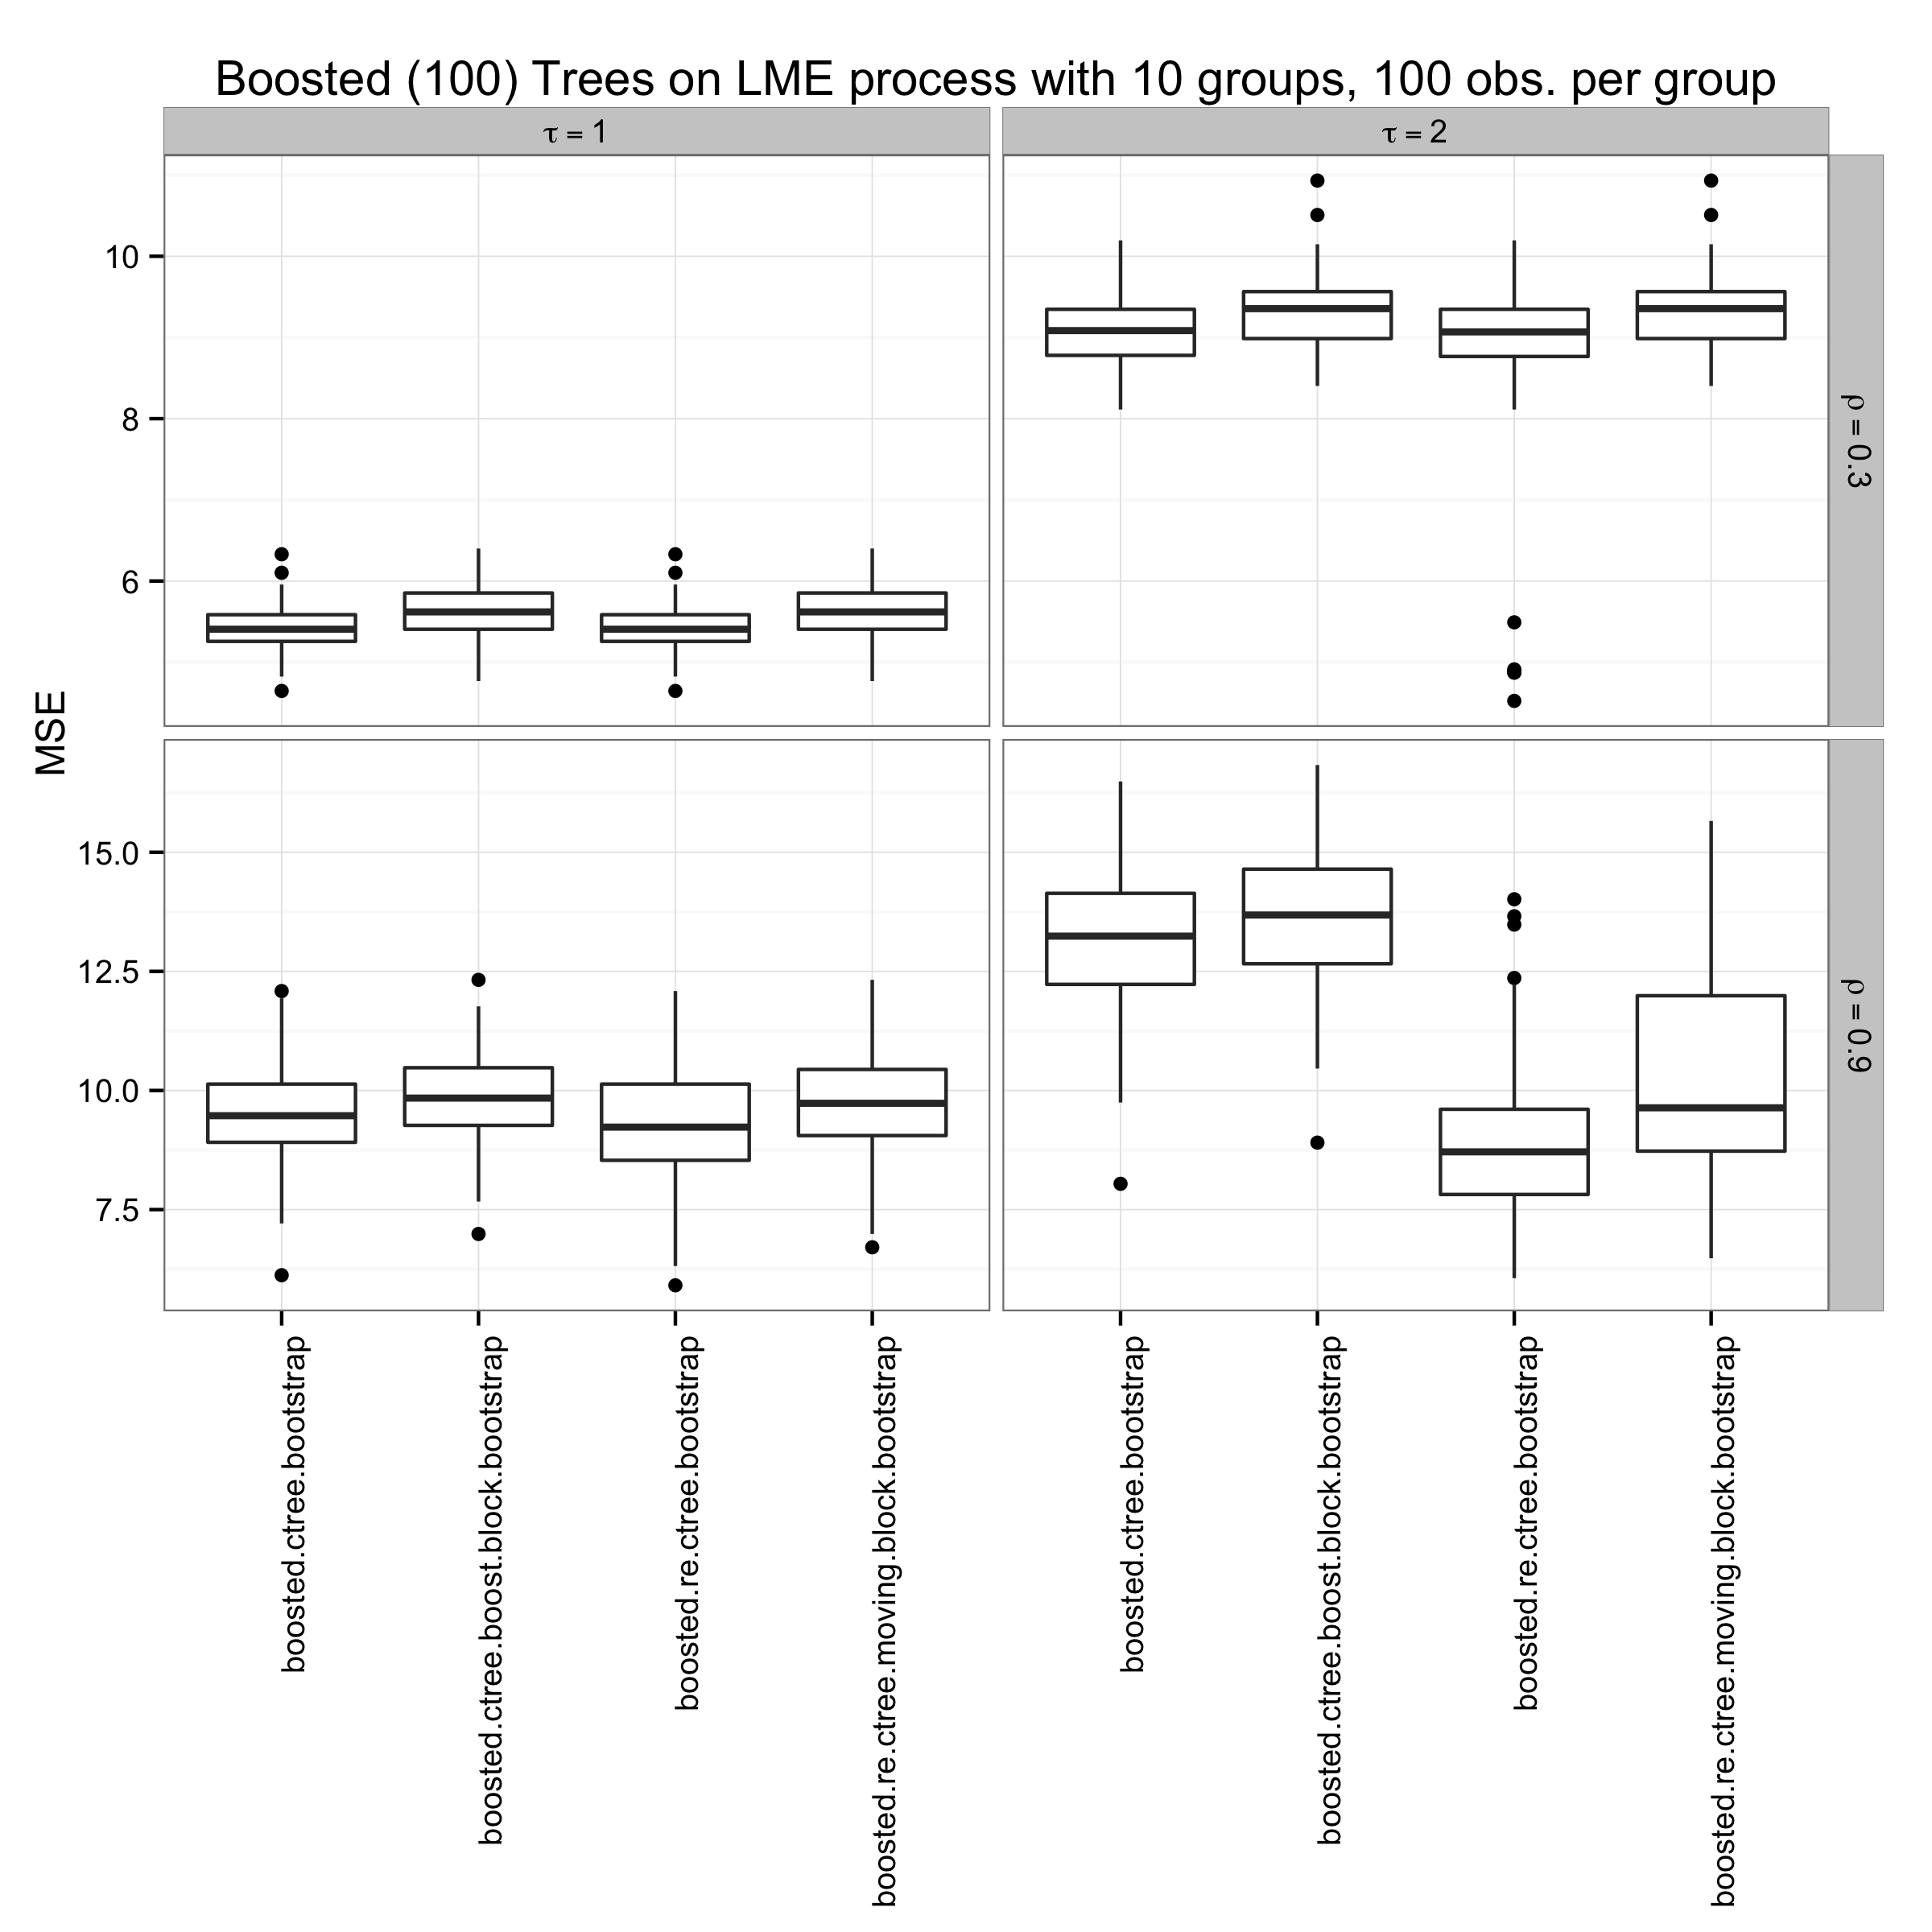 Boosted (100) Trees on LME process with 10 groups, 100 obs. per group
τ = 1
τ = 2
10
8
6
ρ = 0.3
MSE
15.0
12.5
10.0
7.5
ρ = 0.9
boosted.ctree.bootstrap
boosted.ctree.boost.block.bootstrap
boosted.re.ctree.bootstrap
boosted.re.ctree.moving.block.bootstrap
boosted.ctree.bootstrap
boosted.ctree.boost.block.bootstrap
boosted.re.ctree.bootstrap
boosted.re.ctree.moving.block.bootstrap